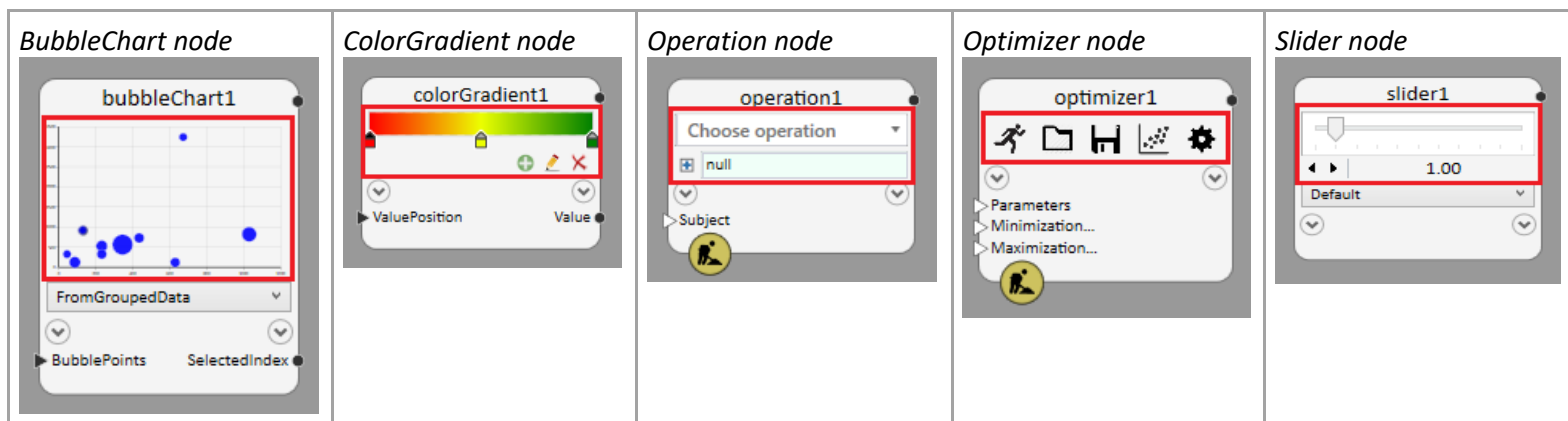 BubbleChart node
bubbleChart1
FromGroupedData
BubblePoints SelectedIndex
ColorGradient node
colorGradient1
ValuePosition Value
Operation node
operation1
Choose operation
null
Subject
Optimizer node
optimizer1
Parameters
Minimization...
Maximization...
Slider node
slider1
1.00
Default